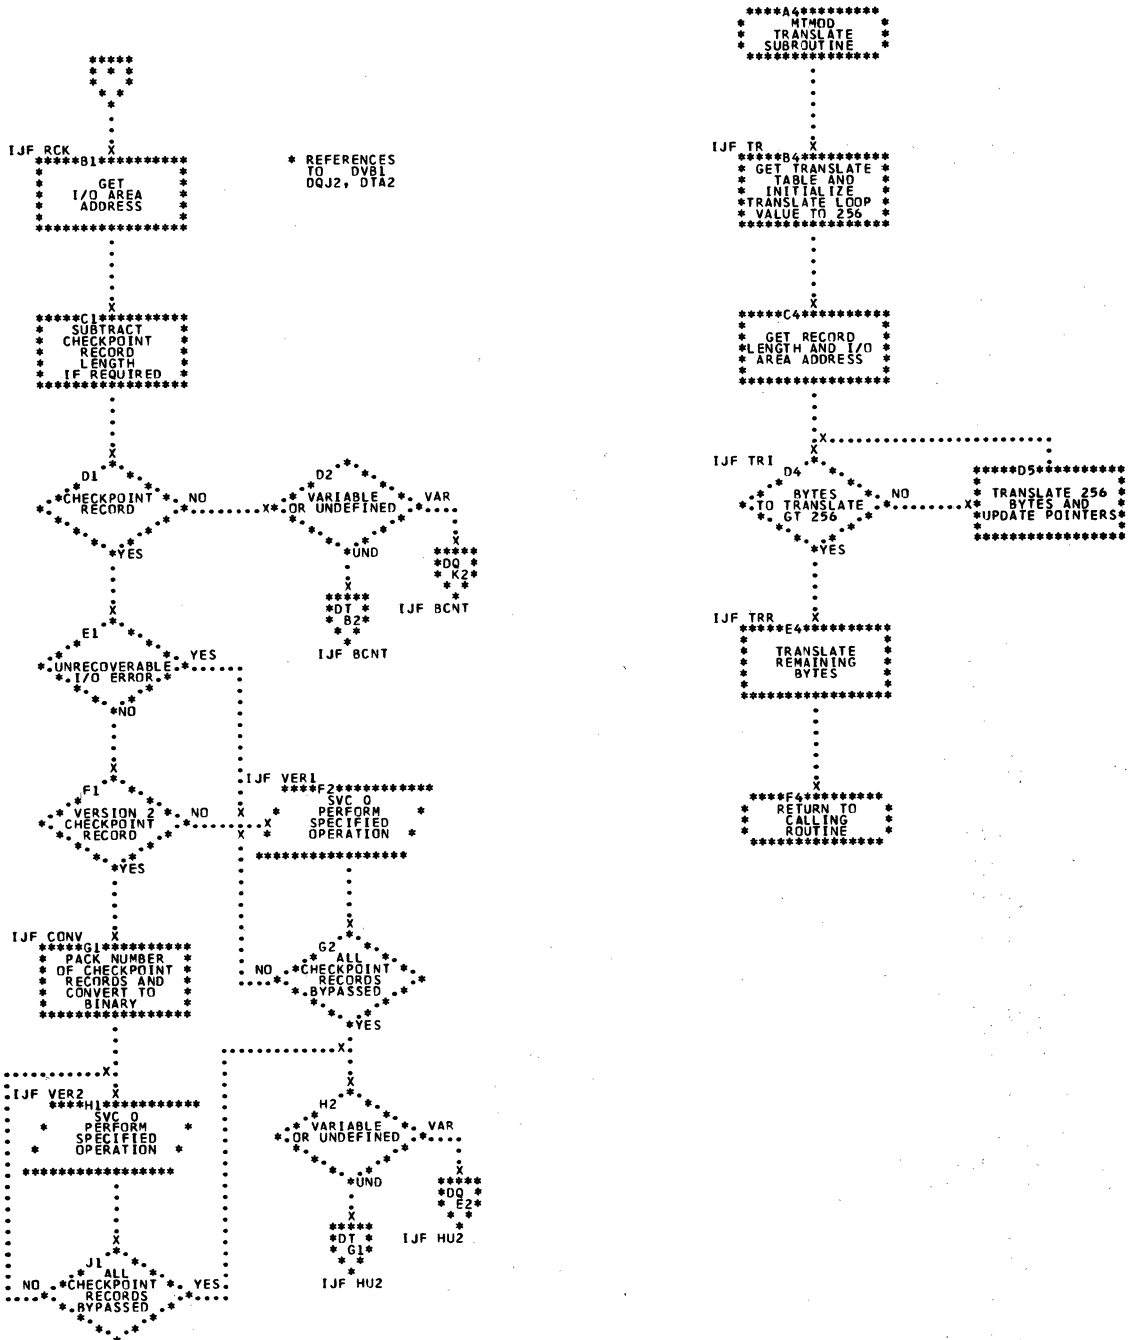 A4
MTMOD
TRANSLATE
SUBROUTINE
IJF RCK
B1
GET
I/O AREA
ADDRESS
* REFERENCES
TO DVB1
DQJ2, DTA2
IJF TR
B4
GET TRANSLATE
TABLE AND
INITIALIZE
TRANSLATE LOOP
VALUE TO 256
C1
SUBTRACT
CHECKPOINT
RECORD
LENGTH
IF REQUIRED
C4
GET RECORD
LENGTH AND I/O
AREA ADDRESS
D1
CHECKPOINT
RECORD
NO
YES
D2
VARIABLE
OR UNDEFINED
VAR
UND
DQ
K2
IJF BCNT
DT
B2
IJF BCNT
IJF TRI
D4
BYTES
TO TRANSLATE
GT 256
NO
YES
D5
TRANSLATE 256
BYTES AND
UPDATE POINTERS
E1
UNRECOVERABLE
I/O ERROR
YES
NO
IJF TRR
E4
TRANSLATE
REMAINING
BYTES
F1
VERSION 2
CHECKPOINT
RECORD
NO
YES
IJF VER1
F2
SVC 0
PERFORM
SPECIFIED
OPERATION
F4
RETURN TO
CALLING
ROUTINE
IJF CONV
G1
PACK NUMBER
OF CHECKPOINT
RECORDS AND
CONVERT TO
BINARY
G2
ALL
CHECKPOINT
RECORDS
BYPASSED
NO
YES
IJF VER2
H1
SVC 0
PERFORM
SPECIFIED
OPERATION
H2
VARIABLE
OR UNDEFINED
VAR
UND
DQ
E2
IJF HU2
DT
G1
IJF HU2
J1
ALL
CHECKPOINT
RECORDS
BYPASSED
NO
YES